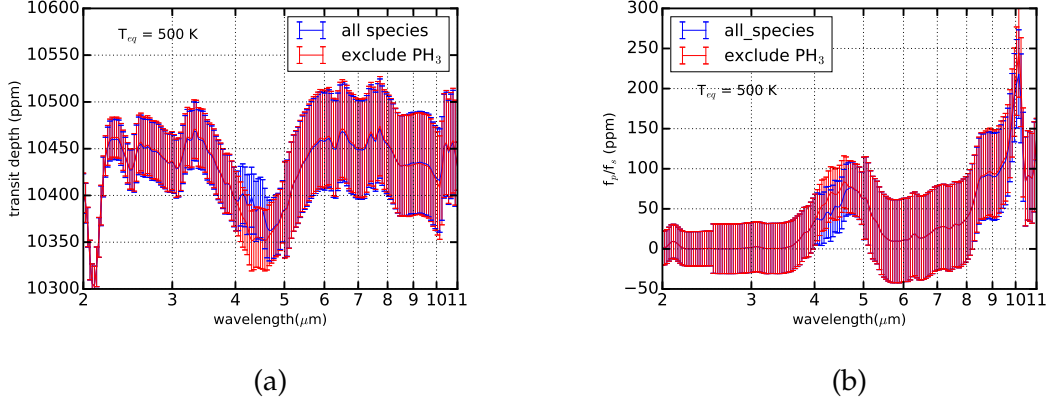 10600
10550
10500
10450
10400
10350
10300
transit depth (ppm)
T_eq = 500 K
all species
exclude PH₃
2 3 4 5 6 7 8 9 10 11
wavelength(μm)
(a)
300
250
200
150
100
50
0
−50
f_p/f_s (ppm)
all_species
exclude PH₃
T_eq = 500 K
2 3 4 5 6 7 8 9 10 11
wavelength(μm)
(b)